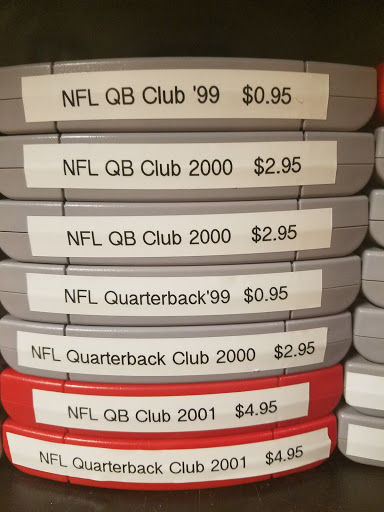 NFL QB Club '99 $0.95
NFL QB Club 2000 $2.95
NFL QB Club 2000 $2.95
NFL Quarterback'99 $0.95
NFL Quarterback Club 2000 $2.95
NFL QB Club 2001 $4.95
NFL Quarterback Club 2001 $4.95